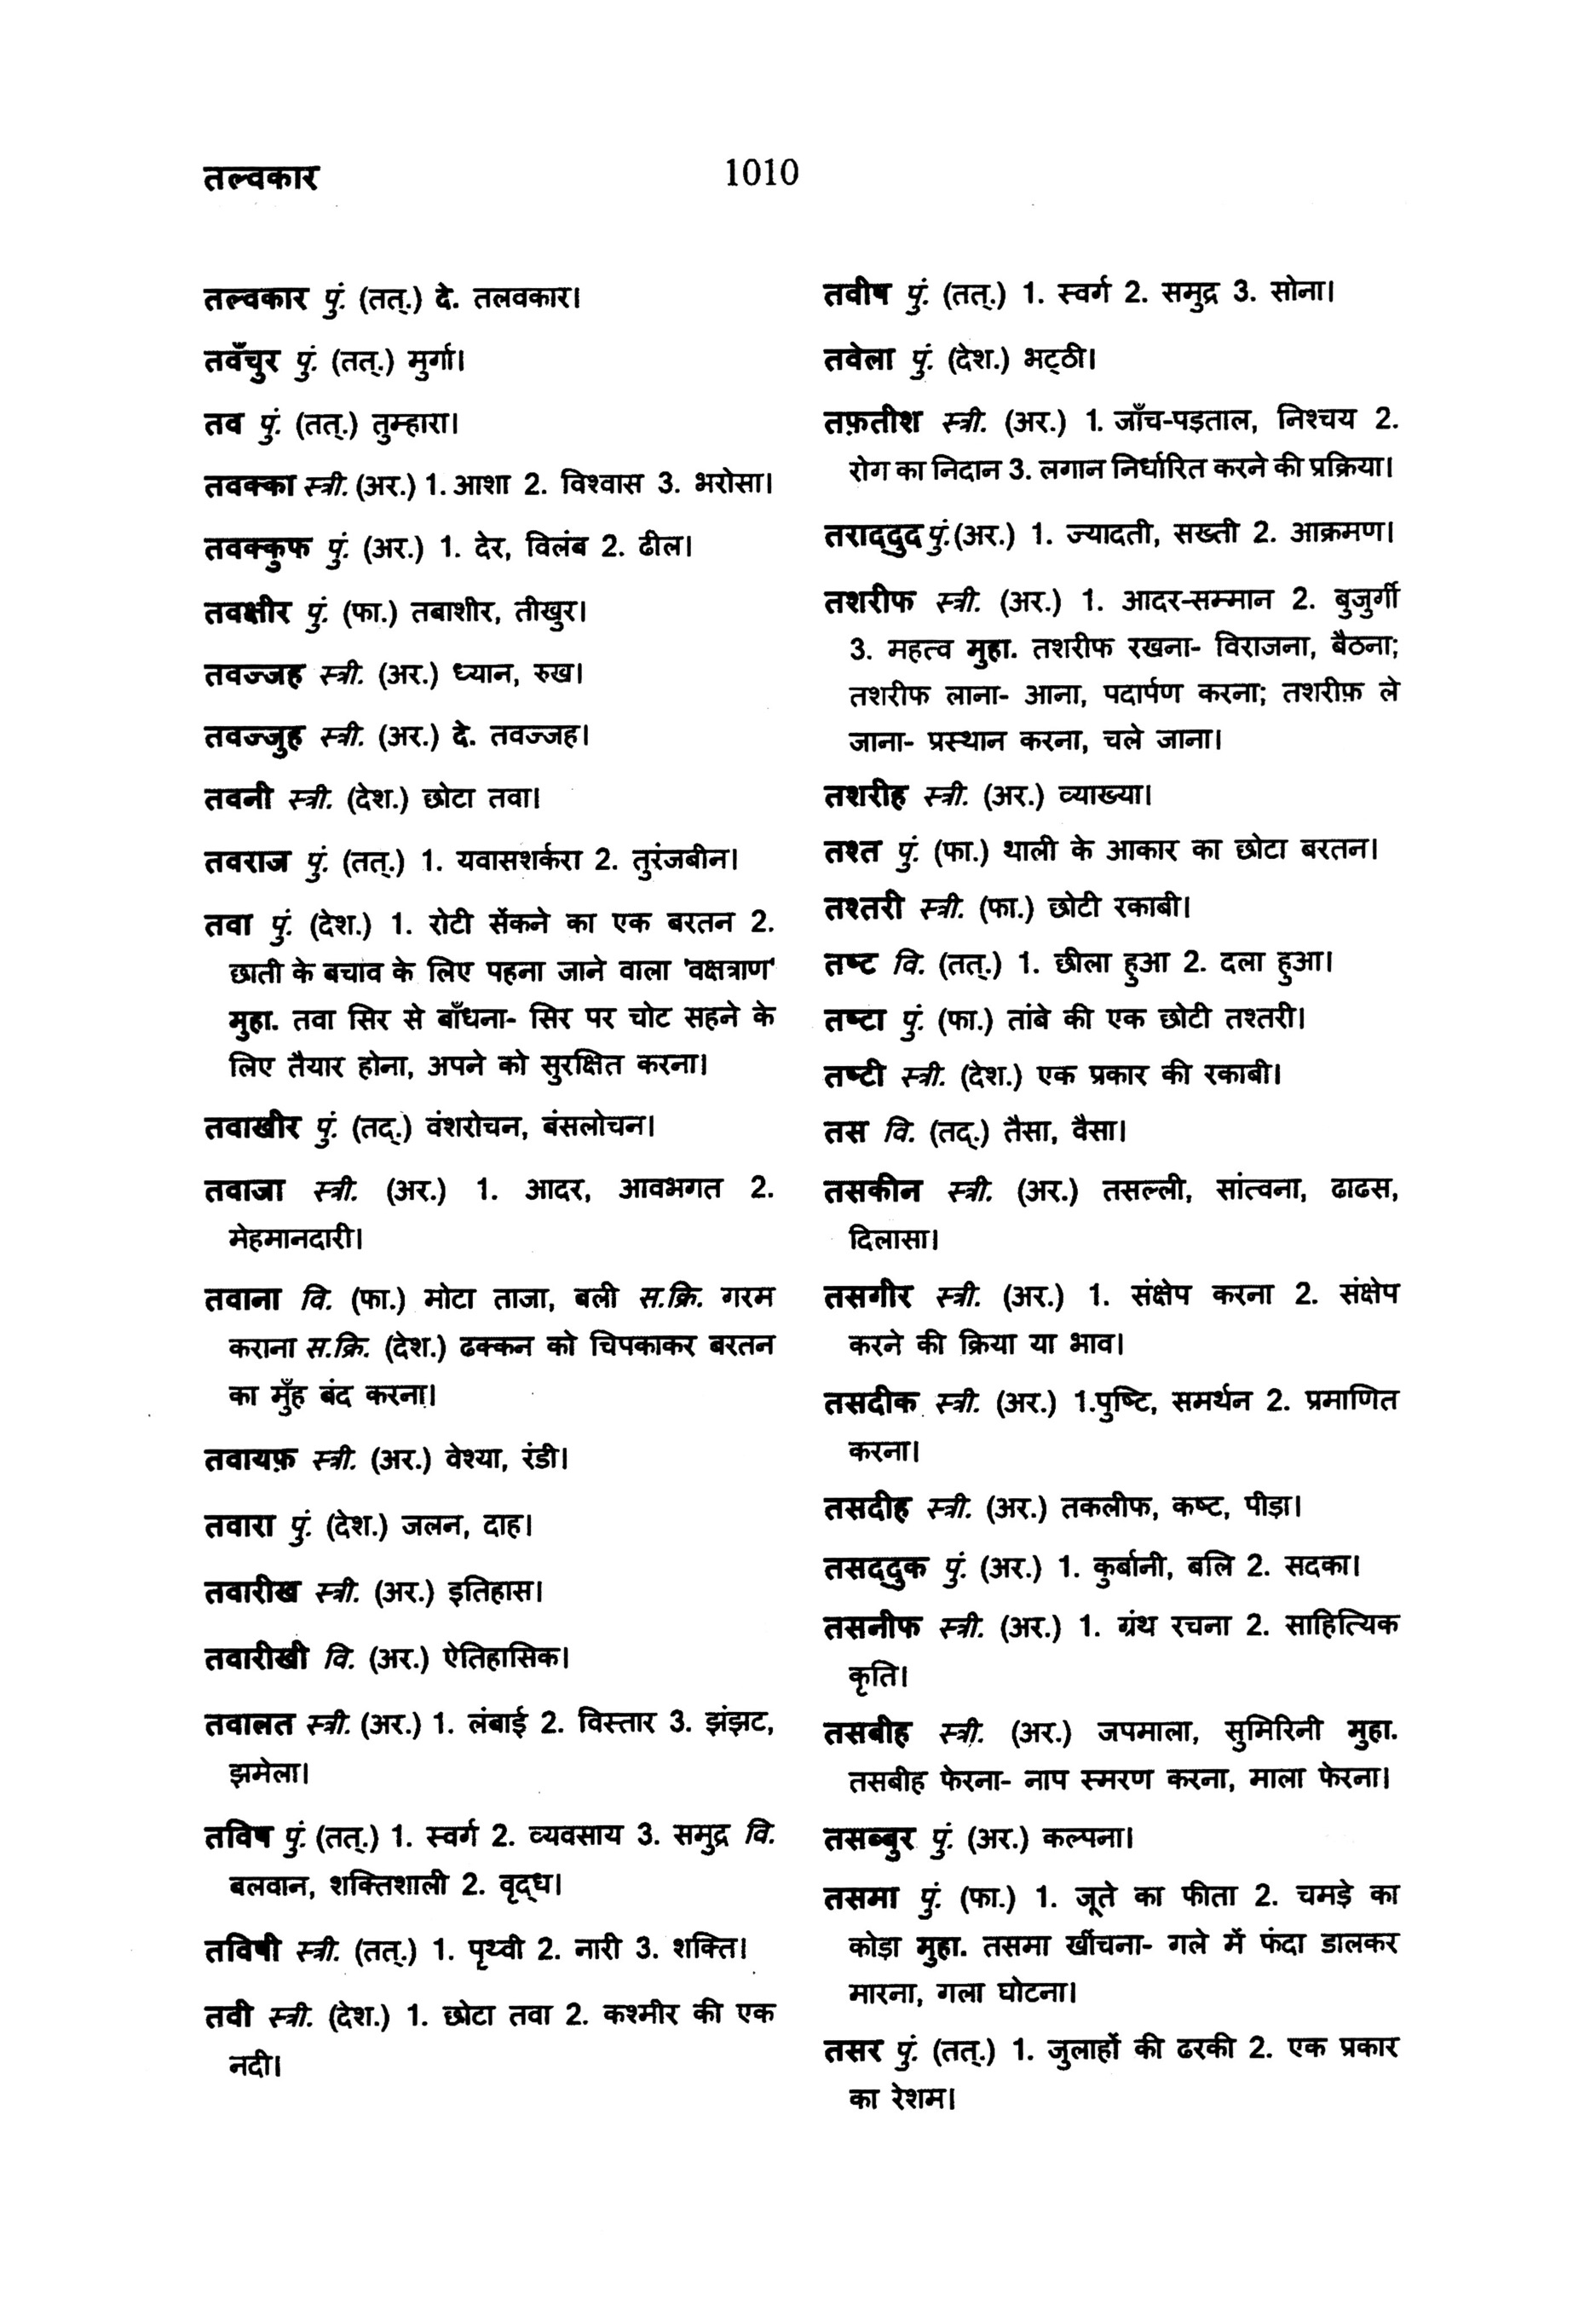 तल्वकार
1010
तल्वकार पुं. (तत्.) दे. तलवकार।
तवँचुर पुं. (तत्.) मुर्गा।
तव पुं. (तत्.) तुम्हारा।
तवक्का स्त्री. (अर.) 1. आशा 2. विश्वास 3. भरोसा।
तवक्कुफ पुं. (अर.) 1. देर, विलंब 2. ढील।
तवक्षीर पुं. (फा.) तबाशीर, तीखुर।
तवज्जह स्त्री. (अर.) ध्यान, रुख।
तवज्जुह स्त्री. (अर.) दे. तवज्जह।
तवनी स्त्री. (देश.) छोटा तवा।
तवराज पुं. (तत्.) 1. यवासशर्करा 2. तुरंजबीन।
तवा पुं. (देश.) 1. रोटी सेंकने का एक बरतन 2.
छाती के बचाव के लिए पहना जाने वाला 'वक्षत्राण'
मुहा. तवा सिर से बाँधना- सिर पर चोट सहने के
लिए तैयार होना, अपने को सुरक्षित करना।
तवाखीर पुं. (तद्.) वंशरोचन, बंसलोचन।
तवाजा स्त्री. (अर.) 1. आदर, आवभगत 2.
मेहमानदारी।
तवाना वि. (फा.) मोटा ताजा, बली स.क्रि. गरम
कराना स.क्रि. (देश.) ढक्कन को चिपकाकर बरतन
का मुँह बंद करना।
तवायफ़ स्त्री. (अर.) वेश्या, रंडी।
तवारा पुं. (देश.) जलन, दाह।
तवारीख स्त्री. (अर.) इतिहास।
तवारीखी वि. (अर.) ऐतिहासिक।
तवालत स्त्री. (अर.) 1. लंबाई 2. विस्तार 3. झंझट,
झमेला।
तविष पुं. (तत्.) 1. स्वर्ग 2. व्यवसाय 3. समुद्र वि.
बलवान, शक्तिशाली 2. वृद्ध।
तविषी स्त्री. (तत्.) 1. पृथ्वी 2. नारी 3. शक्ति।
तवी स्त्री. (देश.) 1. छोटा तवा 2. कश्मीर की एक
नदी।
तवीष पुं. (तत्.) 1. स्वर्ग 2. समुद्र 3. सोना।
तवेला पुं. (देश.) भट्ठी।
तफ़तीश स्त्री. (अर.) 1. जाँच-पड़ताल, निश्चय 2.
रोग का निदान 3. लगान निर्धारित करने की प्रक्रिया।
तराद्दुद पुं. (अर.) 1. ज्यादती, सख्ती 2. आक्रमण।
तशरीफ स्त्री. (अर.) 1. आदर-सम्मान 2. बुजुर्गी
3. महत्व मुहा. तशरीफ रखना- विराजना, बैठना;
तशरीफ लाना- आना, पदार्पण करना; तशरीफ़ ले
जाना- प्रस्थान करना, चले जाना।
तशरीह स्त्री. (अर.) व्याख्या।
तश्त पुं. (फा.) थाली के आकार का छोटा बरतन।
तश्तरी स्त्री. (फा.) छोटी रकाबी।
तष्ट वि. (तत्.) 1. छीला हुआ 2. दला हुआ।
तष्टा पुं. (फा.) तांबे की एक छोटी तश्तरी।
तष्टी स्त्री. (देश.) एक प्रकार की रकाबी।
तस वि. (तद्.) तैसा, वैसा।
तसकीन स्त्री. (अर.) तसल्ली, सांत्वना, ढाढस,
दिलासा।
तसगीर स्त्री. (अर.) 1. संक्षेप करना 2. संक्षेप
करने की क्रिया या भाव।
तसदीक स्त्री. (अर.) 1.पुष्टि, समर्थन 2. प्रमाणित
करना।
तसदीह स्त्री. (अर.) तकलीफ, कष्ट, पीड़ा।
तसद्दुक पुं. (अर.) 1. कुर्बानी, बलि 2. सदका।
तसनीफ स्त्री. (अर.) 1. ग्रंथ रचना 2. साहित्यिक
कृति।
तसबीह स्त्री. (अर.) जपमाला, सुमिरिनी मुहा.
तसबीह फेरना- नाप स्मरण करना, माला फेरना।
तसब्बुर पुं. (अर.) कल्पना।
तसमा पुं. (फा.) 1. जूते का फीता 2. चमड़े का
कोड़ा मुहा. तसमा खींचना- गले में फंदा डालकर
मारना, गला घोटना।
तसर पुं. (तत्.) 1. जुलाहों की ढरकी 2. एक प्रकार
का रेशम।